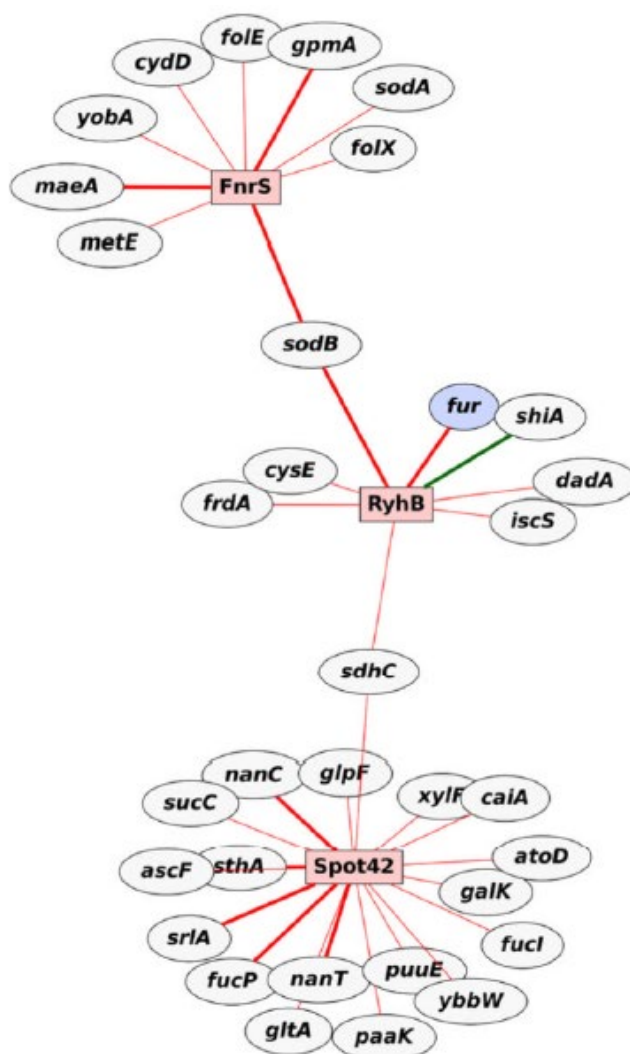 folE
gpmA
cydD
sodA
yobA
folX
FnrS
maeA
metE
sodB
fur
shiA
cysE
dadA
frdA
RyhB
iscS
sdhC
nanC
glpF
xylF
caiA
sucC
atoD
ascF
sthA
Spot42
galK
srlA
fucI
fucP
nanT
puuE
ybbW
gltA
paaK